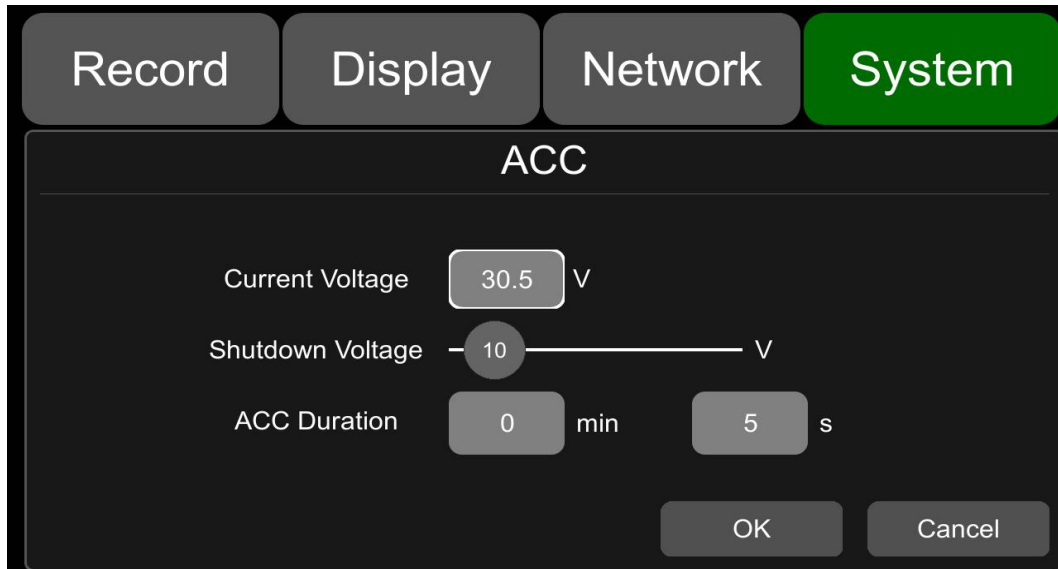 Record Display Network System
ACC
Current Voltage 30.5 V
Shutdown Voltage 10 V
ACC Duration 0 min 5 s
OK Cancel